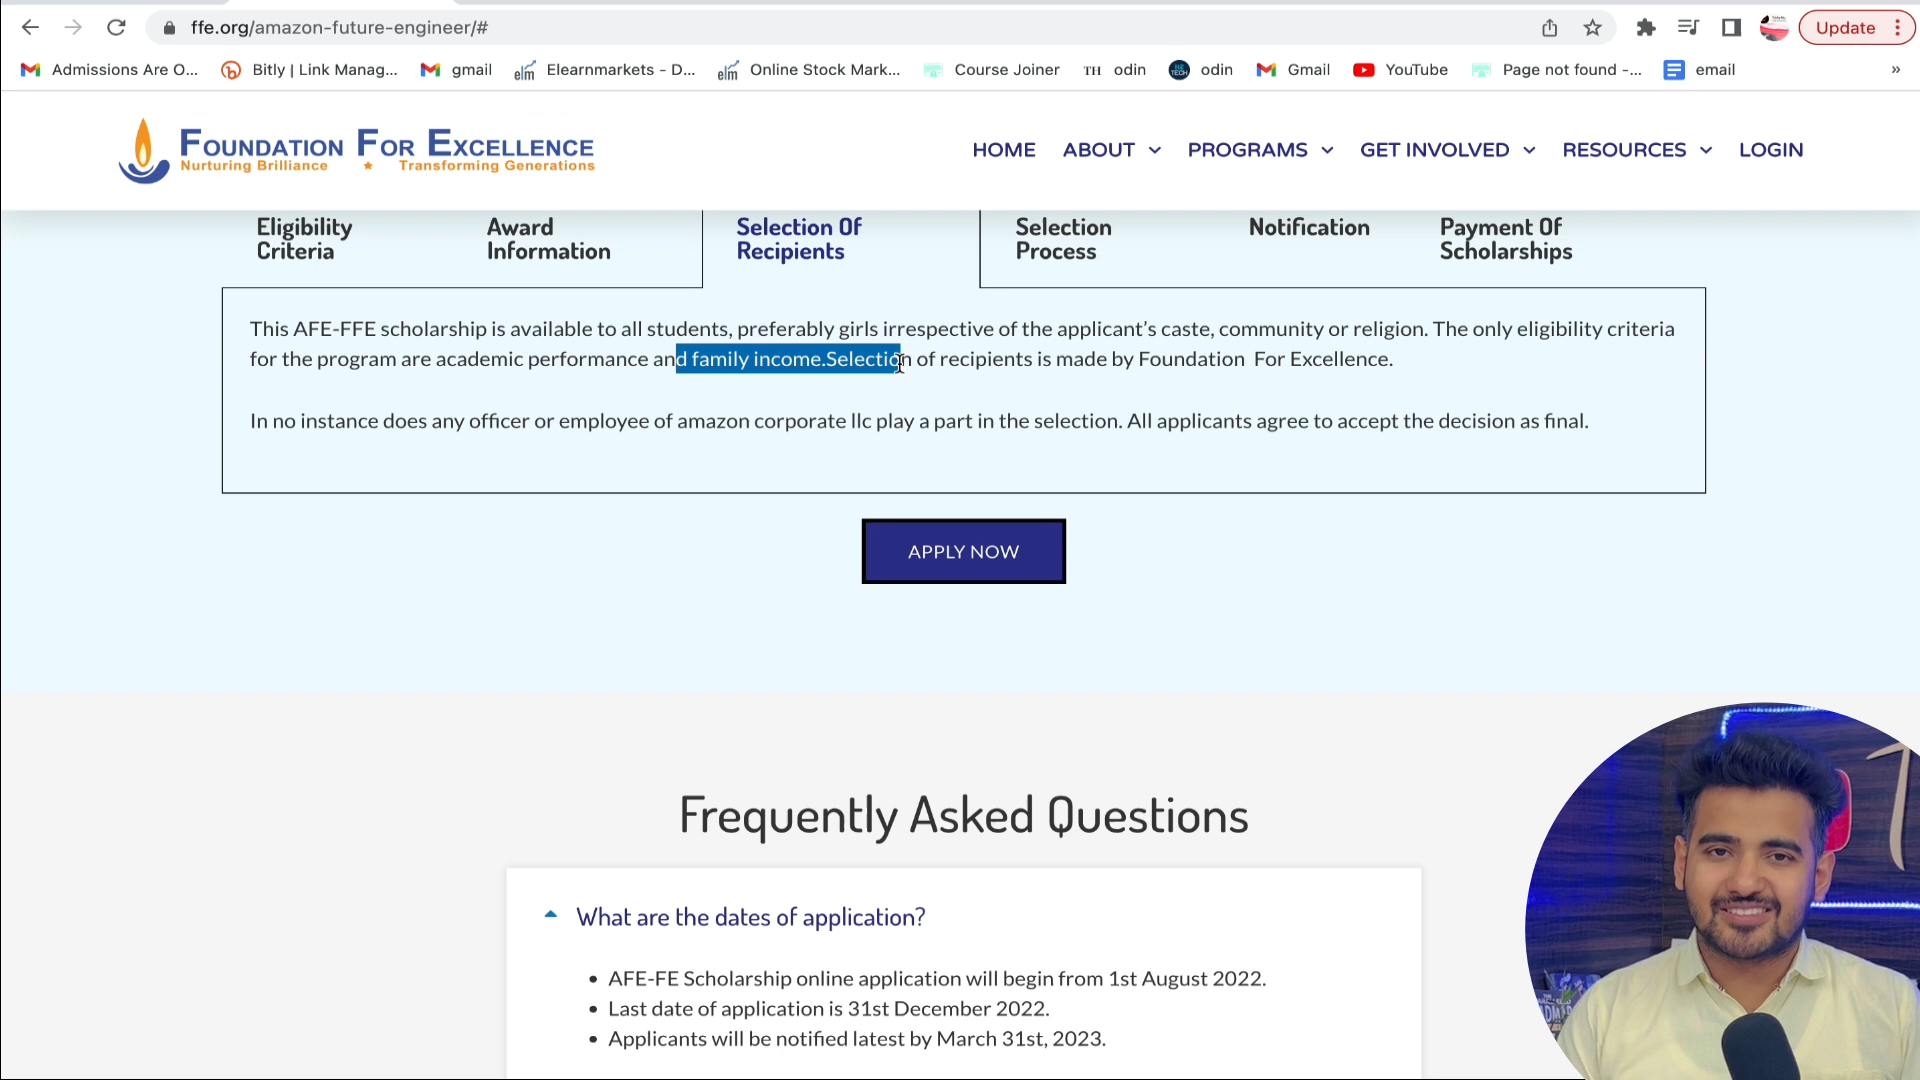 ffe.org/amazon-future-engineer/#
Update
Admissions Are O...
Bitly | Link Manag...
gmail
Elearnmarkets - D...
Online Stock Mark...
Course Joiner
TH odin
odin
Gmail
YouTube
Page not found -...
email
»
FOUNDATION FOR EXCELLENCE
Nurturing Brilliance ★ Transforming Generations
HOME
ABOUT
PROGRAMS
GET INVOLVED
RESOURCES
LOGIN
Eligibility
Criteria
Award
Information
Selection Of
Recipients
Selection
Process
Notification
Payment Of
Scholarships
This AFE-FFE scholarship is available to all students, preferably girls irrespective of the applicant’s caste, community or religion. The only eligibility criteria
for the program are academic performance and family income.Selection of recipients is made by Foundation For Excellence.
In no instance does any officer or employee of amazon corporate llc play a part in the selection. All applicants agree to accept the decision as final.
APPLY NOW
Frequently Asked Questions
What are the dates of application?
• AFE-FE Scholarship online application will begin from 1st August 2022.
• Last date of application is 31st December 2022.
• Applicants will be notified latest by March 31st, 2023.